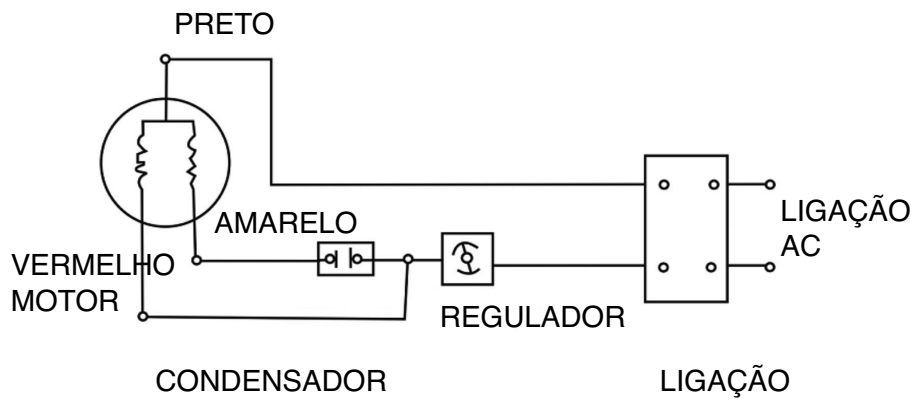 PRETO
AMARELO
VERMELHO
MOTOR
LIGAÇÃO
AC
REGULADOR
CONDENSADOR
LIGAÇÃO